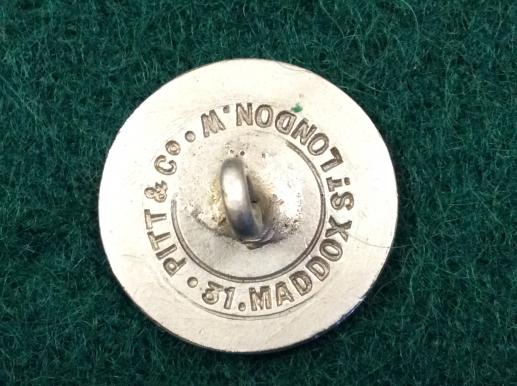 • PITT & Co •
31. MADDOX St LONDON. W